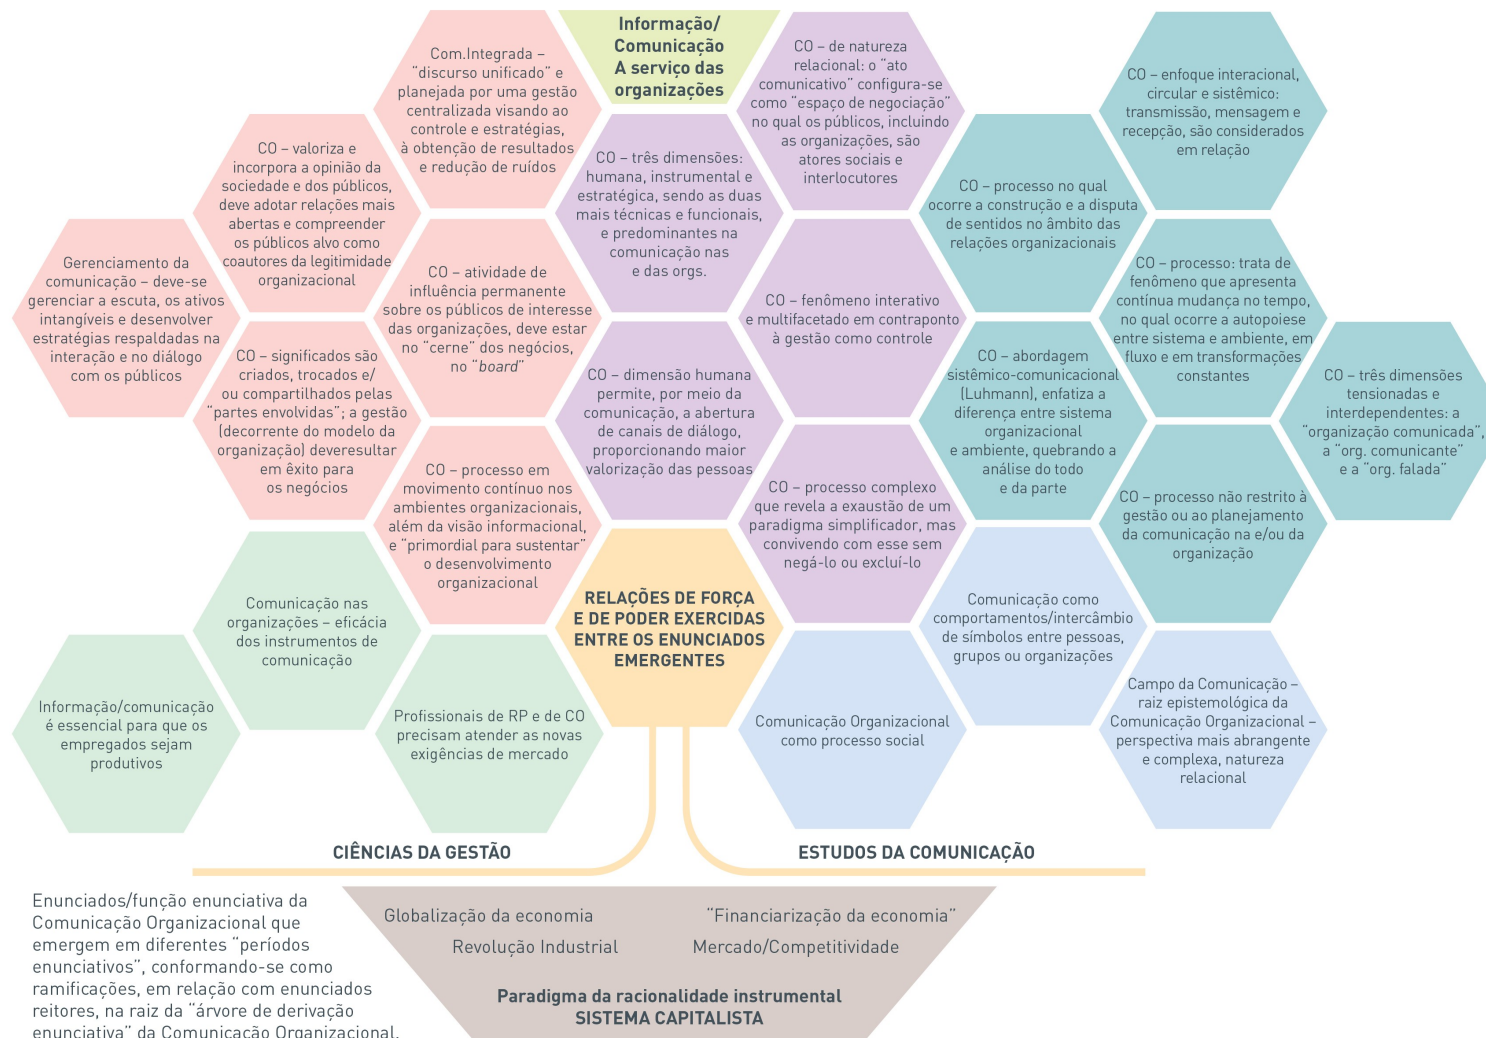 Informação/
Comunicação
A serviço das
organizações
Com.Integrada –
“discurso unificado” e
planejada por uma gestão
centralizada visando ao
controle e estratégias,
à obtenção de resultados
e redução de ruídos
CO – de natureza
relacional: o “ato
comunicativo” configura-se
como “espaço de negociação”
no qual os públicos, incluindo
as organizações, são
atores sociais e
interlocutores
CO – enfoque interacional,
circular e sistêmico:
transmissão, mensagem e
recepção, são considerados
em relação
CO – valoriza e
incorpora a opinião da
sociedade e dos públicos,
deve adotar relações mais
abertas e compreender
os públicos alvo como
coautores da legitimidade
organizacional
CO – três dimensões:
humana, instrumental e
estratégica, sendo as duas
mais técnicas e funcionais,
e predominantes na
comunicação nas
e das orgs.
CO – processo no qual
ocorre a construção e a disputa
de sentidos no âmbito das
relações organizacionais
Gerenciamento da
comunicação – deve-se
gerenciar a escuta, os ativos
intangíveis e desenvolver
estratégias respaldadas na
interação e no diálogo
com os públicos
CO – atividade de
influência permanente
sobre os públicos de interesse
das organizações, deve estar
no “cerne” dos negócios,
no “board”
CO – fenômeno interativo
e multifacetado em contraponto
à gestão como controle
CO – processo: trata de
fenômeno que apresenta
contínua mudança no tempo,
no qual ocorre a autopoiese
entre sistema e ambiente, em
fluxo e em transformações
constantes
CO – significados são
criados, trocados e/
ou compartilhados pelas
“partes envolvidas”; a gestão
(decorrente do modelo da
organização) deveresultar
em êxito para
os negócios
CO – dimensão humana
permite, por meio da
comunicação, a abertura
de canais de diálogo,
proporcionando maior
valorização das pessoas
CO – abordagem
sistêmico-comunicacional
(Luhmann), enfatiza a
diferença entre sistema
organizacional
e ambiente, quebrando a
análise do todo
e da parte
CO – três dimensões
tensionadas e
interdependentes: a
“organização comunicada”,
a “org. comunicante”
e a “org. falada”
CO – processo em
movimento contínuo nos
ambientes organizacionais,
além da visão informacional,
e “primordial para sustentar”
o desenvolvimento
organizacional
CO – processo complexo
que revela a exaustão de um
paradigma simplificador, mas
convivendo com esse sem
negá-lo ou excluí-lo
CO – processo não restrito à
gestão ou ao planejamento
da comunicação na e/ou da
organização
Comunicação nas
organizações – eficácia
dos instrumentos de
comunicação
RELAÇÕES DE FORÇA
E DE PODER EXERCIDAS
ENTRE OS ENUNCIADOS
EMERGENTES
Comunicação como
comportamentos/intercâmbio
de símbolos entre pessoas,
grupos ou organizações
Informação/comunicação
é essencial para que os
empregados sejam
produtivos
Profissionais de RP e de CO
precisam atender as novas
exigências de mercado
Comunicação Organizacional
como processo social
Campo da Comunicação –
raiz epistemológica da
Comunicação Organizacional –
perspectiva mais abrangente
e complexa, natureza
relacional
CIÊNCIAS DA GESTÃO
ESTUDOS DA COMUNICAÇÃO
Enunciados/função enunciativa da
Comunicação Organizacional que
emergem em diferentes “períodos
enunciativos”, conformando-se como
ramificações, em relação com enunciados
reitores, na raiz da “árvore de derivação
enunciativa” da Comunicação Organizacional.
Globalização da economia
“Financiarização da economia”
Revolução Industrial
Mercado/Competitividade
Paradigma da racionalidade instrumental
SISTEMA CAPITALISTA